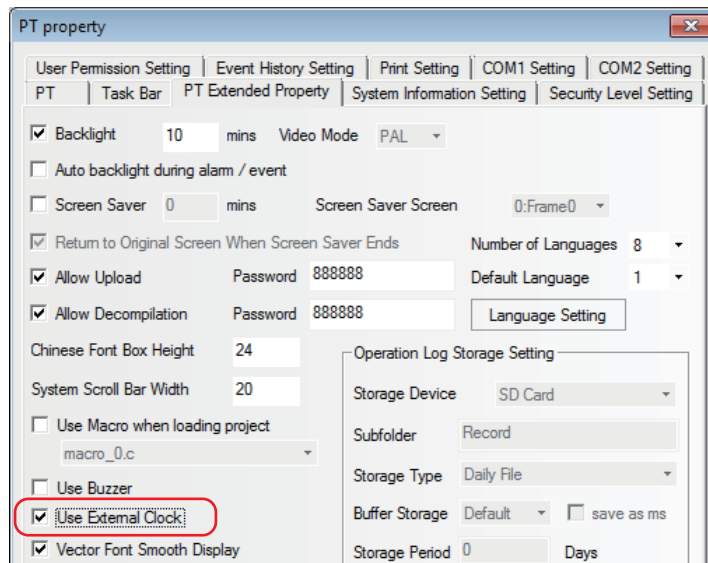 PT property
User Permission Setting Event History Setting Print Setting COM1 Setting COM2 Setting
PT Task Bar PT Extended Property System Information Setting Security Level Setting
Backlight 10 mins Video Mode PAL
Auto backlight during alarm / event
Screen Saver 0 mins Screen Saver Screen 0:Frame0
Return to Original Screen When Screen Saver Ends Number of Languages 8
Allow Upload Password 888888 Default Language 1
Allow Decompilation Password 888888 Language Setting
Chinese Font Box Height 24 Operation Log Storage Setting
System Scroll Bar Width 20 Storage Device SD Card
Use Macro when loading project Subfolder Record
macro_0.c
Storage Type Daily File
Use Buzzer
Use External Clock Buffer Storage Default save as ms
Vector Font Smooth Display Storage Period 0 Days